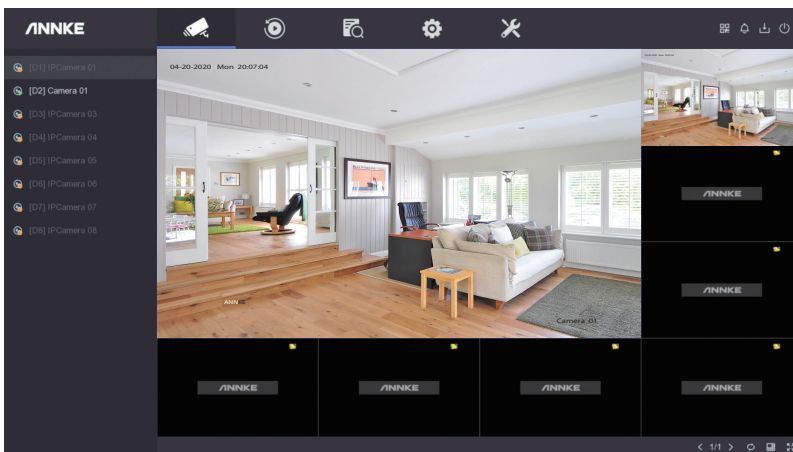 ANNKE
[D1] IPCamera 01
[D2] Camera 01
[D3] IPCamera 03
[D4] IPCamera 04
[D5] IPCamera 05
[D6] IPCamera 06
[D7] IPCamera 07
[D8] IPCamera 08
04-20-2020 Mon 20:07:04
ANN
Camera 01
ANNKE
ANNKE
ANNKE
ANNKE
ANNKE
ANNKE
1/1